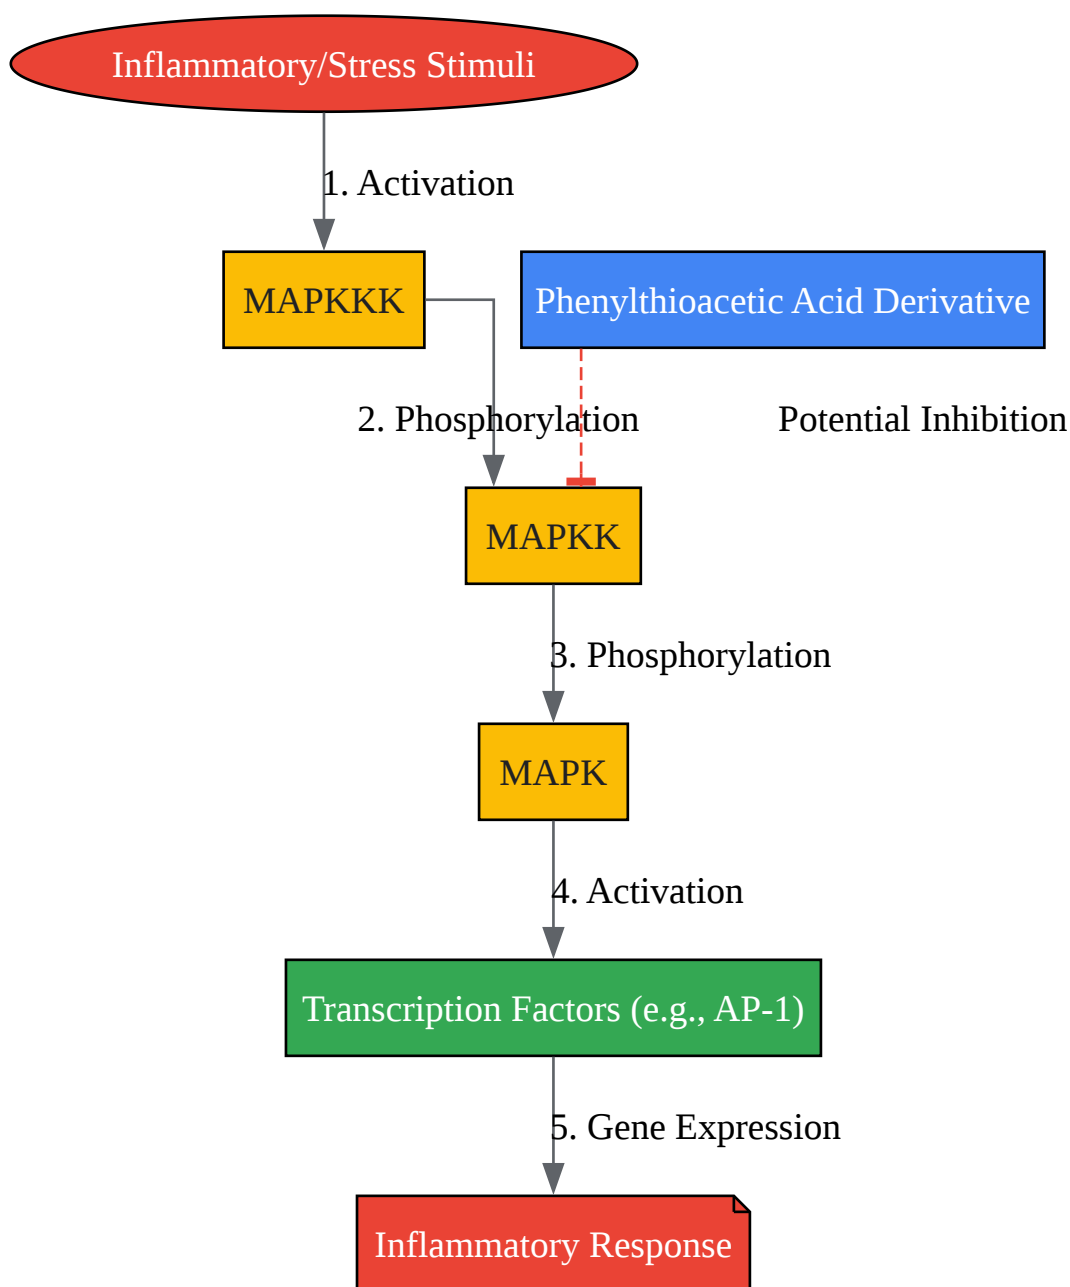 Inflammatory/Stress Stimuli
1. Activation
MAPKKK
Phenylthioacetic Acid Derivative
2. Phosphorylation
Potential Inhibition
MAPKK
3. Phosphorylation
MAPK
4. Activation
Transcription Factors (e.g., AP-1)
5. Gene Expression
Inflammatory Response